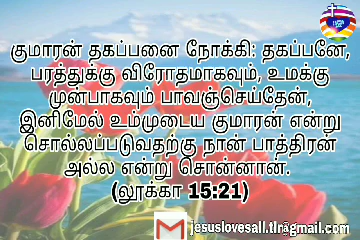 குமாரன் தகப்பனை நோக்கி: தகப்பனே,
பரத்துக்கு விரோதமாகவும், உமக்கு
முன்பாகவும் பாவஞ்செய்தேன்,
இனிமேல் உம்முடைய குமாரன் என்று
சொல்லப்படுவதற்கு நான் பாத்திரன்
அல்ல என்று சொன்னான்.
(லூக்கா 15:21)
jesuslovesall.tlr@gmail.com